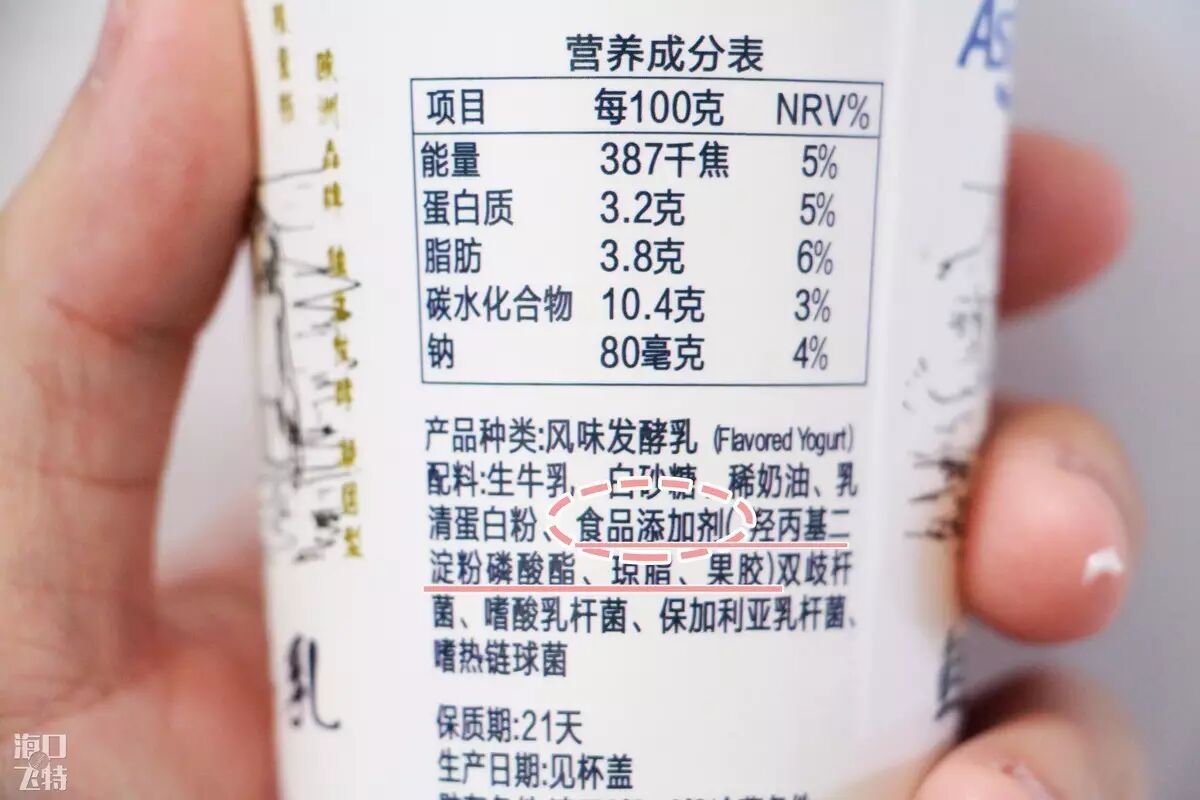 营养成分表
项目 每100克 NRV%
能量 387千焦 5%
蛋白质 3.2克 5%
脂肪 3.8克 6%
碳水化合物 10.4克 3%
钠 80毫克 4%
产品种类:风味发酵乳 (Flavored Yogurt)
配料:生牛乳、白砂糖、稀奶油、乳
清蛋白粉、食品添加剂(羟丙基二
淀粉磷酸酯、琼脂、果胶)双歧杆
菌、嗜酸乳杆菌、保加利亚乳杆菌、
嗜热链球菌
保质期:21天
生产日期:见杯盖
乳
海口
飞特